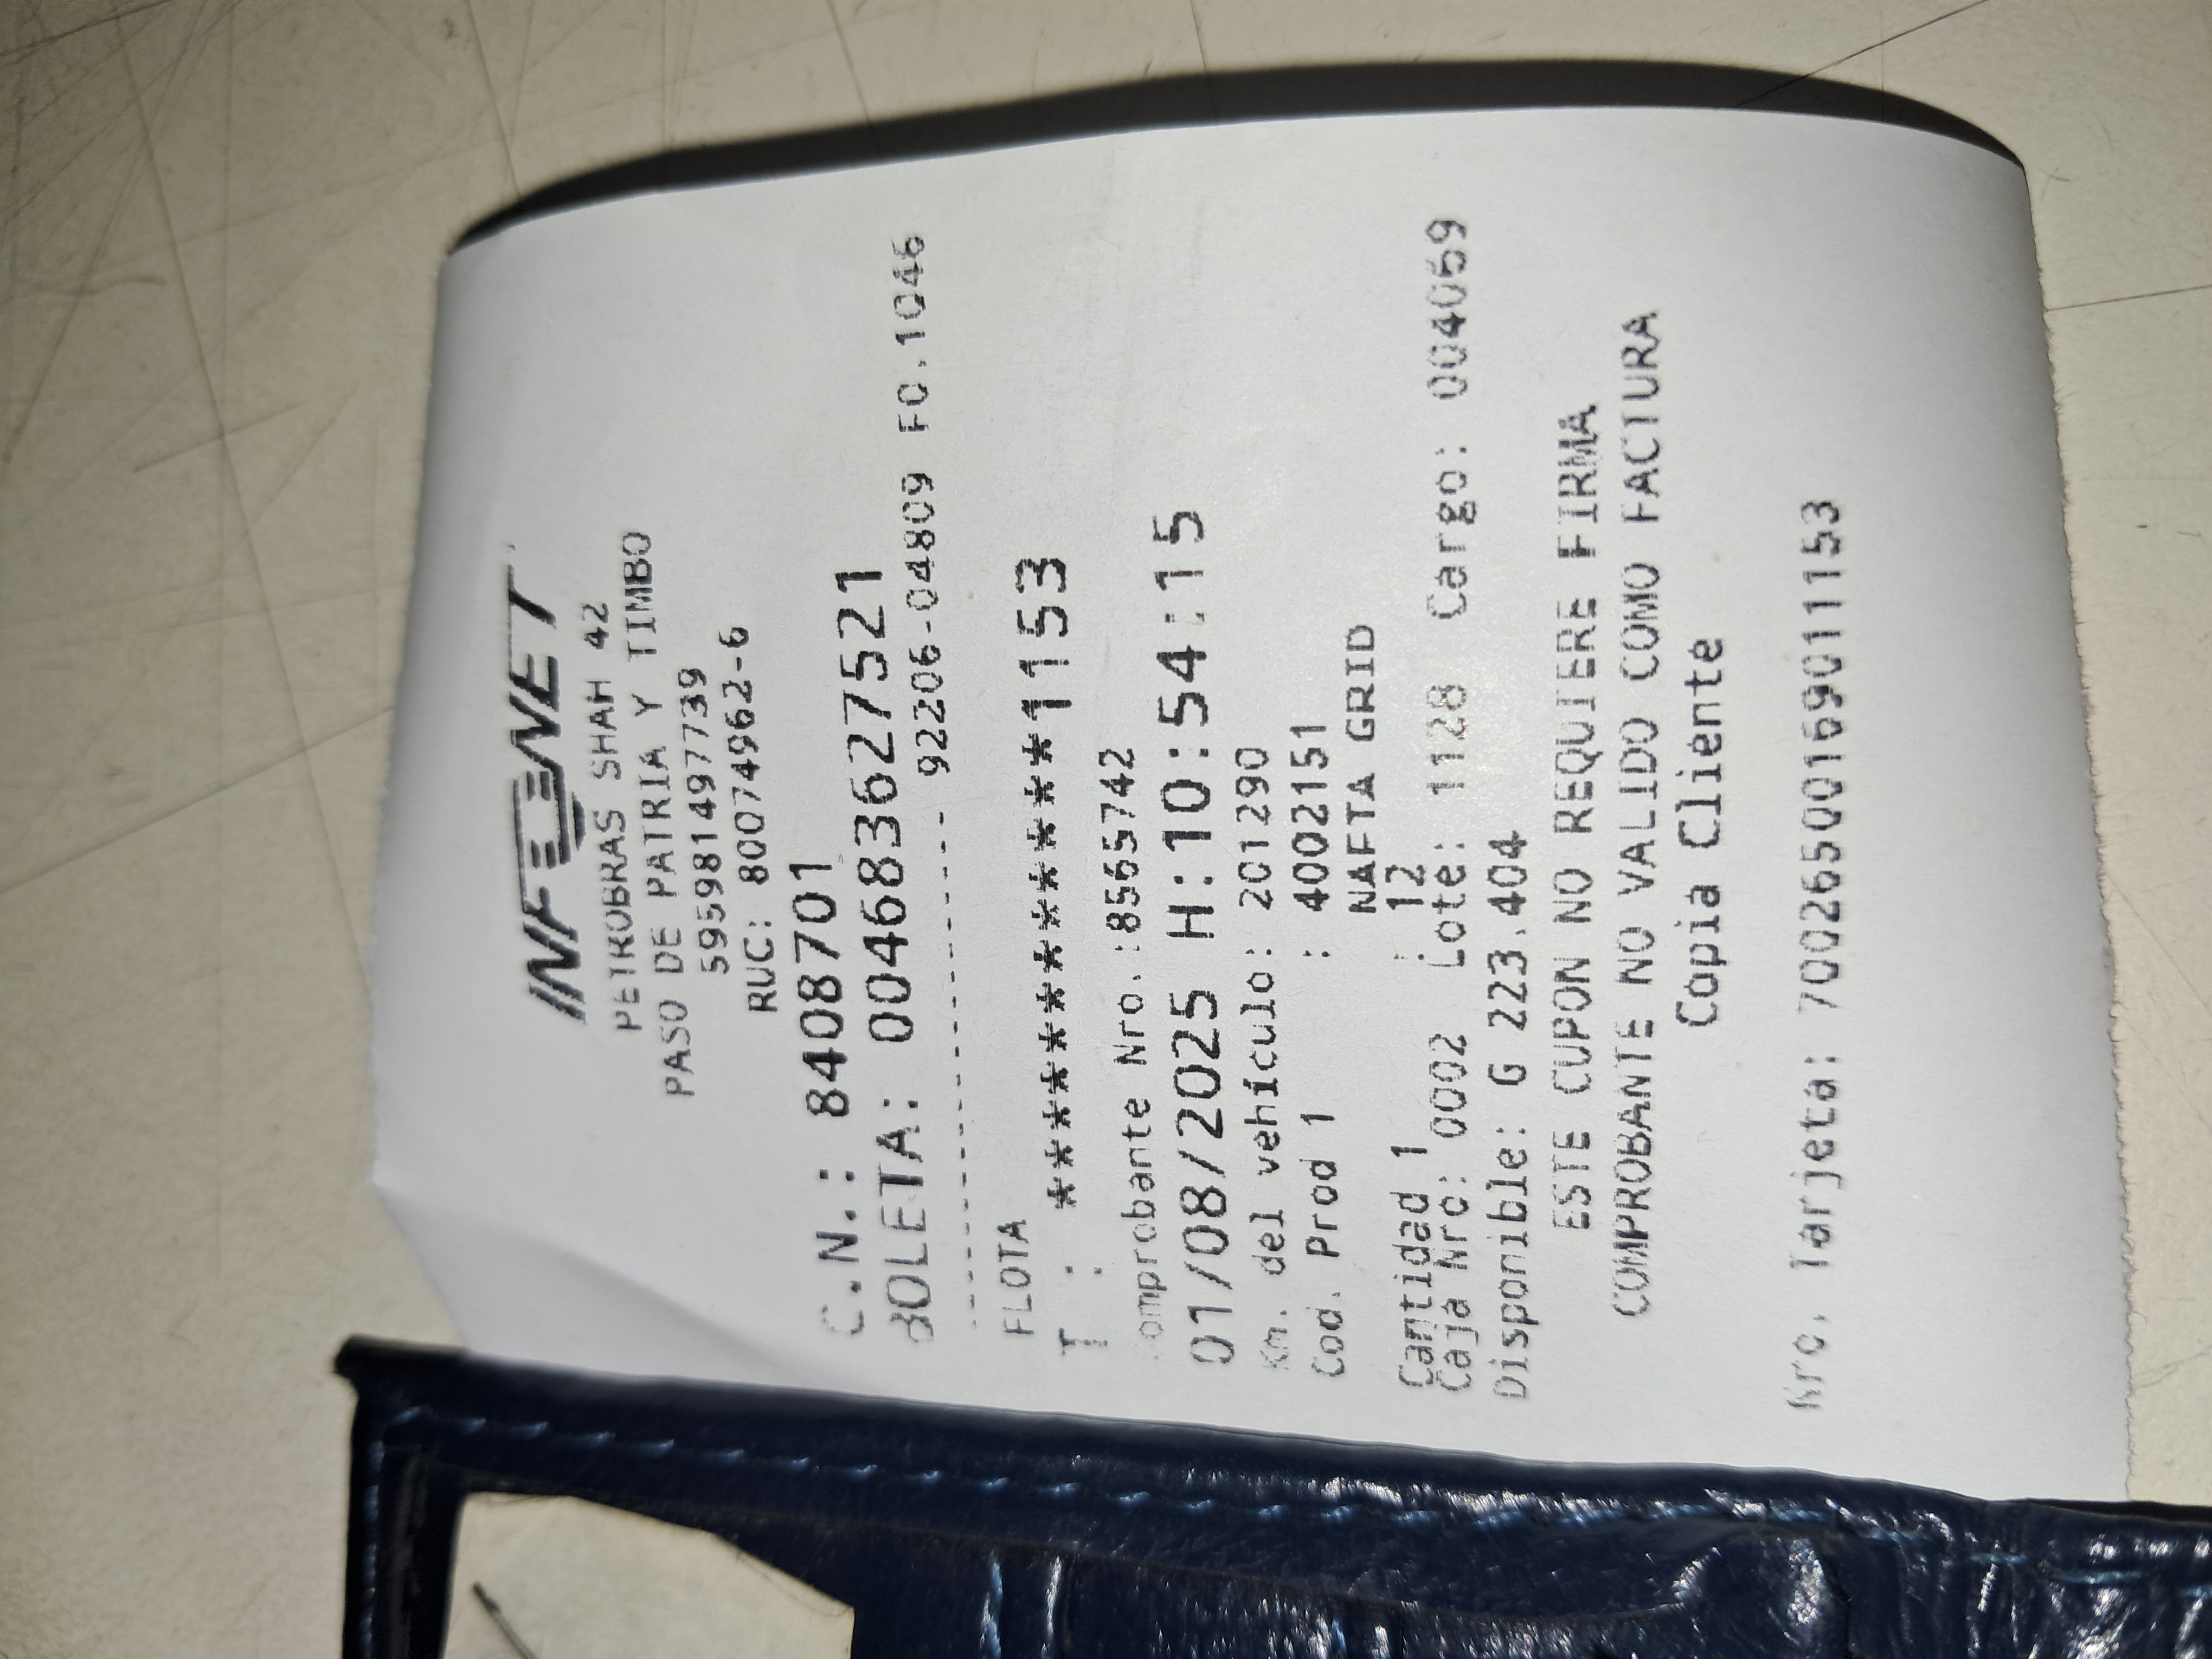 INFONET
PETROBRAS SHAH 42
PASO DE PATRIA Y TIMBO
595981497739
RUC: 80074962-6
C.N.: 8408701
BOLETA: 004683627521
---------------------- 92206-04809 FO.1046
FLOTA
T : ************1153
Comprobante Nro.:8565742
01/08/2025 H:10:54:15
Km. del vehículo: 201290
Cod. Prod 1 : 4002151
NAFTA GRID
Cantidad 1 : 12
Caja Nro: 0002 Lote: 1128 Cargo: 004069
Disponible: G 223.404
ESTE CUPON NO REQUIERE FIRMA
COMPROBANTE NO VALIDO COMO FACTURA
Copia Cliente
Nro. Tarjeta: 7002650016901​1153